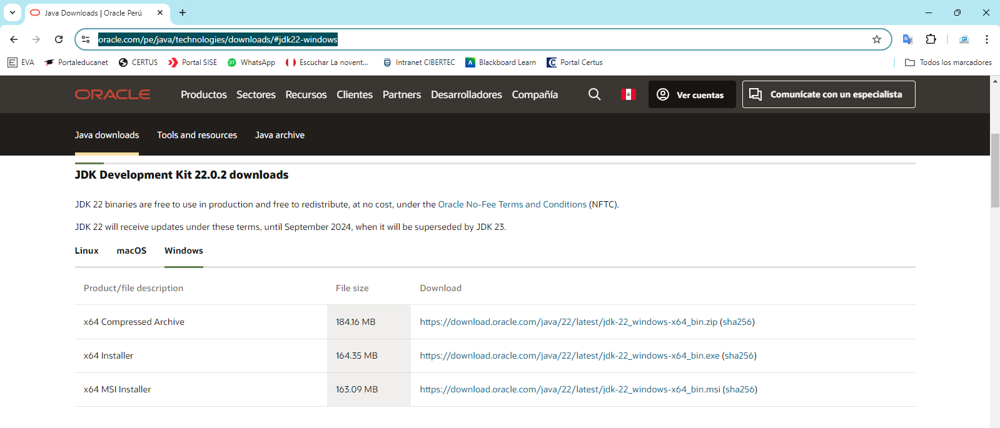 Java Downloads | Oracle Perú
oracle.com/pe/java/technologies/downloads/#jdk22-windows
EVA Portaleducanet CERTUS Portal SISE 37 WhatsApp Escuchar La novent... Intranet CIBERTEC Blackboard Learn Portal Certus Todos los marcadores
ORACLE Productos Sectores Recursos Clientes Partners Desarrolladores Compañía Ver cuentas Comunícate con un especialista
Java downloads Tools and resources Java archive
JDK Development Kit 22.0.2 downloads
JDK 22 binaries are free to use in production and free to redistribute, at no cost, under the Oracle No-Fee Terms and Conditions (NFTC).
JDK 22 will receive updates under these terms, until September 2024, when it will be superseded by JDK 23.
Linux macOS Windows
Product/file description File size Download
x64 Compressed Archive 184.16 MB https://download.oracle.com/java/22/latest/jdk-22_windows-x64_bin.zip (sha256)
x64 Installer 164.35 MB https://download.oracle.com/java/22/latest/jdk-22_windows-x64_bin.exe (sha256)
x64 MSI Installer 163.09 MB https://download.oracle.com/java/22/latest/jdk-22_windows-x64_bin.msi (sha256)